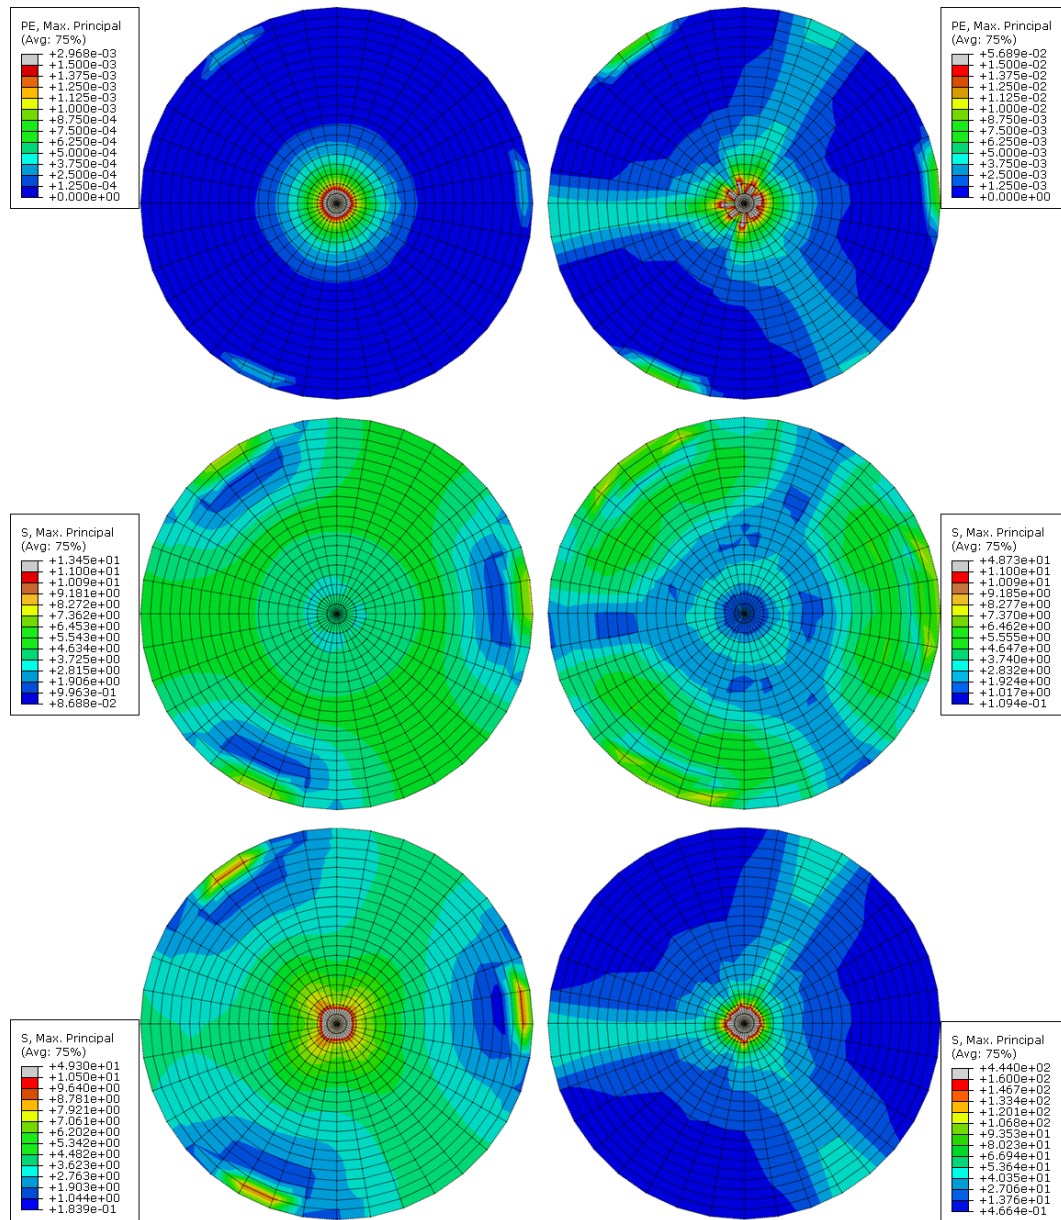 PE, Max. Principal
(Avg: 75%)
+2.968e-03
+1.500e-03
+1.375e-03
+1.250e-03
+1.125e-03
+1.000e-03
+8.750e-04
+7.500e-04
+6.250e-04
+5.000e-04
+3.750e-04
+2.500e-04
+1.250e-04
+0.000e+00
PE, Max. Principal
(Avg: 75%)
+5.689e-02
+1.500e-02
+1.375e-02
+1.250e-02
+1.125e-02
+1.000e-02
+8.750e-03
+7.500e-03
+6.250e-03
+5.000e-03
+3.750e-03
+2.500e-03
+1.250e-03
+0.000e+00
S, Max. Principal
(Avg: 75%)
+1.345e+01
+1.100e+01
+1.009e+01
+9.181e+00
+8.272e+00
+7.362e+00
+6.453e+00
+5.543e+00
+4.634e+00
+3.725e+00
+2.815e+00
+1.906e+00
+9.963e-01
+8.688e-02
S, Max. Principal
(Avg: 75%)
+4.873e+01
+1.100e+01
+1.009e+01
+9.185e+00
+8.277e+00
+7.370e+00
+6.462e+00
+5.555e+00
+4.647e+00
+3.740e+00
+2.832e+00
+1.924e+00
+1.017e+00
+1.094e-01
S, Max. Principal
(Avg: 75%)
+4.930e+01
+1.050e+01
+9.640e+00
+8.781e+00
+7.921e+00
+7.061e+00
+6.202e+00
+5.342e+00
+4.482e+00
+3.623e+00
+2.763e+00
+1.903e+00
+1.044e+00
+1.839e-01
S, Max. Principal
(Avg: 75%)
+4.440e+02
+1.600e+02
+1.467e+02
+1.334e+02
+1.201e+02
+1.068e+02
+9.353e+01
+8.023e+01
+6.694e+01
+5.364e+01
+4.035e+01
+2.706e+01
+1.376e+01
+4.664e-01